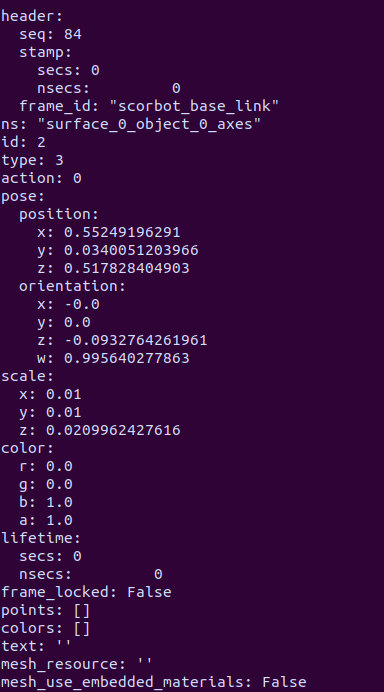 header:
  seq: 84
  stamp:
    secs: 0
    nsecs:         0
  frame_id: "scorbot_base_link"
ns: "surface_0_object_0_axes"
id: 2
type: 3
action: 0
pose:
  position:
    x: 0.55249196291
    y: 0.0340051203966
    z: 0.517828404903
  orientation:
    x: -0.0
    y: 0.0
    z: -0.0932764261961
    w: 0.995640277863
scale:
  x: 0.01
  y: 0.01
  z: 0.0209962427616
color:
  r: 0.0
  g: 0.0
  b: 1.0
  a: 1.0
lifetime:
  secs: 0
  nsecs:         0
frame_locked: False
points: []
colors: []
text: ''
mesh_resource: ''
mesh_use_embedded_materials: False